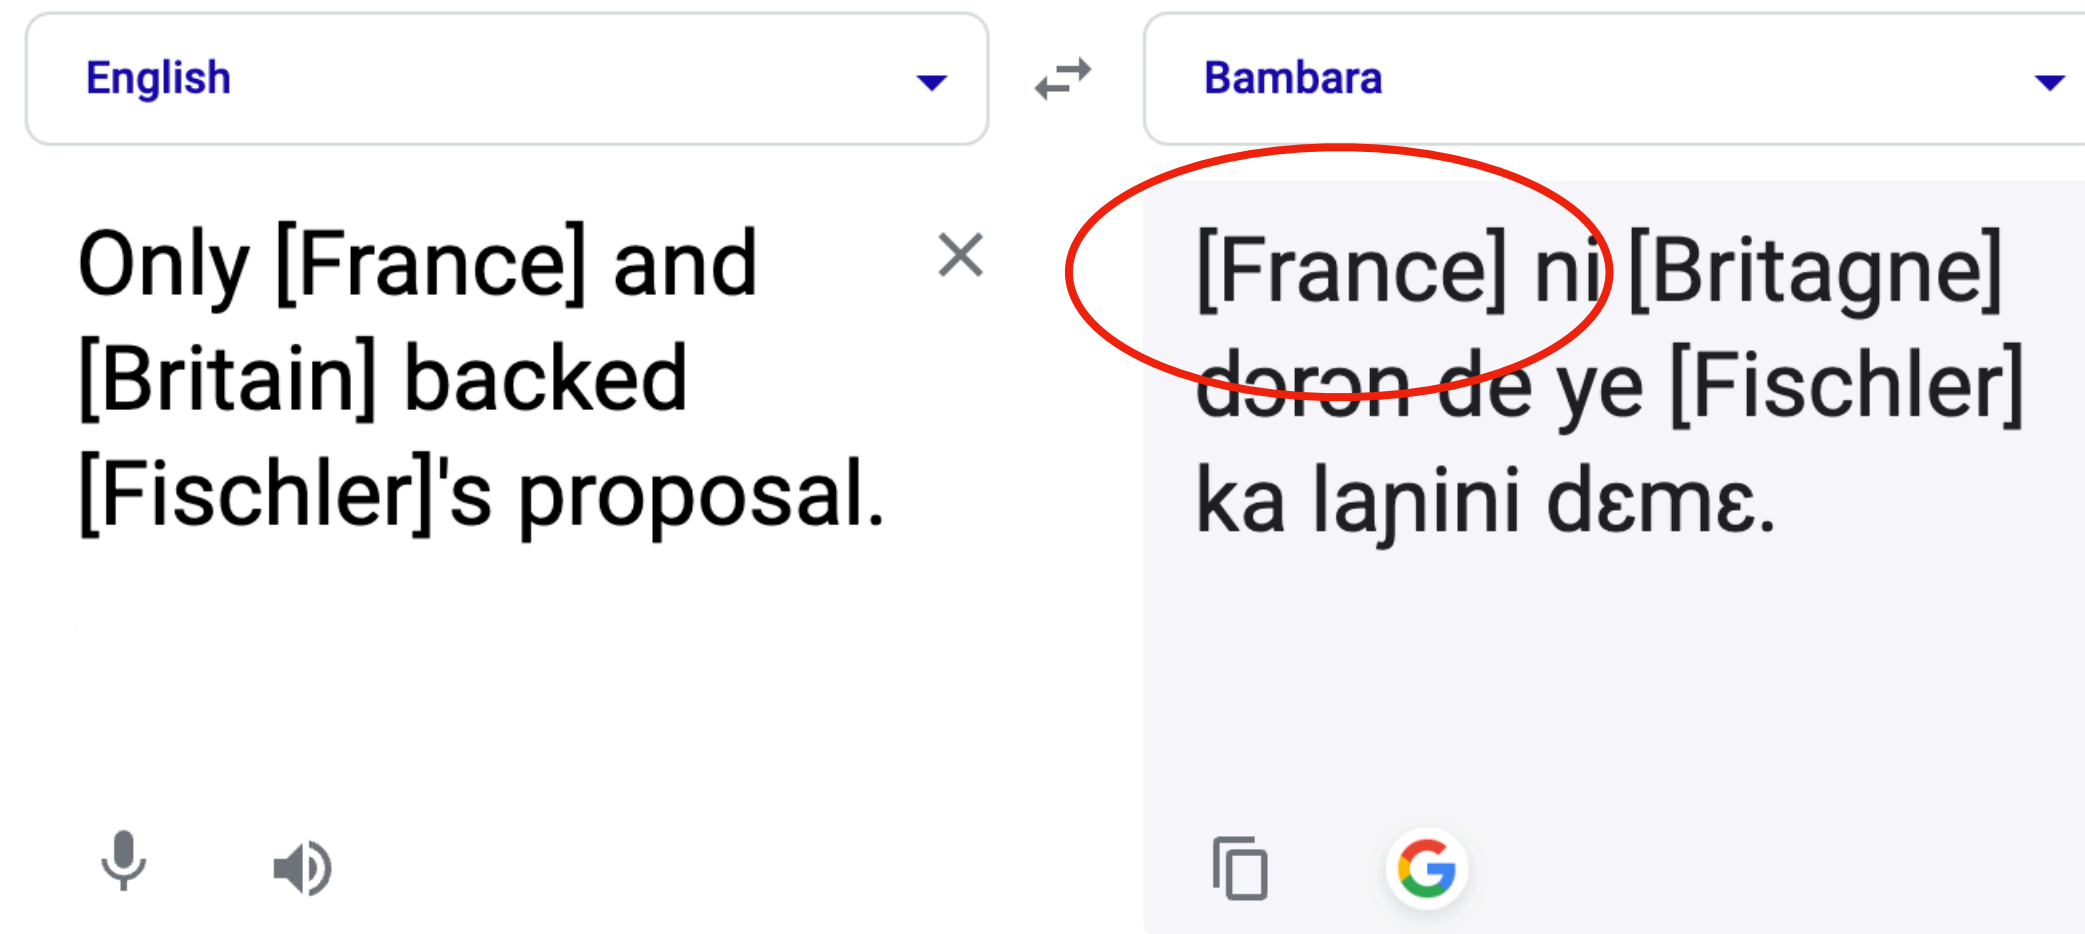 English
Bambara
Only [France] and
[Britain] backed
[Fischler]'s proposal.
[France] ni [Britagne]
dɔrɔn de ye [Fischler]
ka laɲini dɛmɛ.